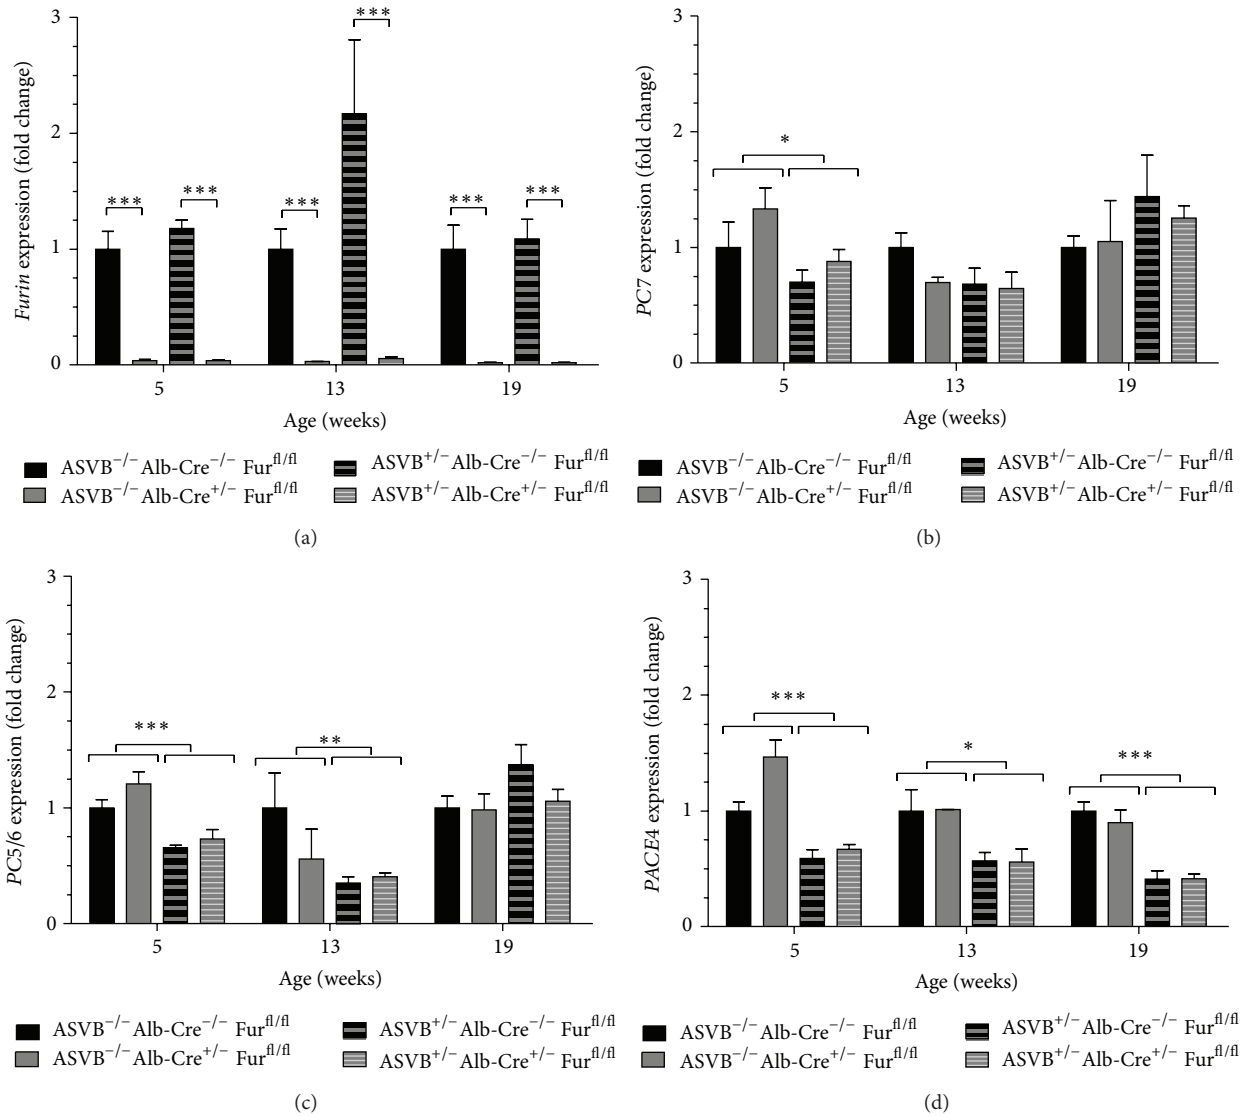 3
2
1
0
Furin expression (fold change)
***
***
***
***
***
***
5
13
19
Age (weeks)
ASVB−/− Alb-Cre−/− Furfl/fl
ASVB−/− Alb-Cre+/− Furfl/fl
ASVB+/− Alb-Cre−/− Furfl/fl
ASVB+/− Alb-Cre+/− Furfl/fl
(a)
3
2
1
0
PC7 expression (fold change)
*
5
13
19
Age (weeks)
ASVB−/− Alb-Cre−/− Furfl/fl
ASVB−/− Alb-Cre+/− Furfl/fl
ASVB+/− Alb-Cre−/− Furfl/fl
ASVB+/− Alb-Cre+/− Furfl/fl
(b)
3
2
1
0
PC5/6 expression (fold change)
***
**
5
13
19
Age (weeks)
ASVB−/− Alb-Cre−/− Furfl/fl
ASVB−/− Alb-Cre+/− Furfl/fl
ASVB+/− Alb-Cre−/− Furfl/fl
ASVB+/− Alb-Cre+/− Furfl/fl
(c)
3
2
1
0
PACE4 expression (fold change)
***
*
***
5
13
19
Age (weeks)
ASVB−/− Alb-Cre−/− Furfl/fl
ASVB−/− Alb-Cre+/− Furfl/fl
ASVB+/− Alb-Cre−/− Furfl/fl
ASVB+/− Alb-Cre+/− Furfl/fl
(d)